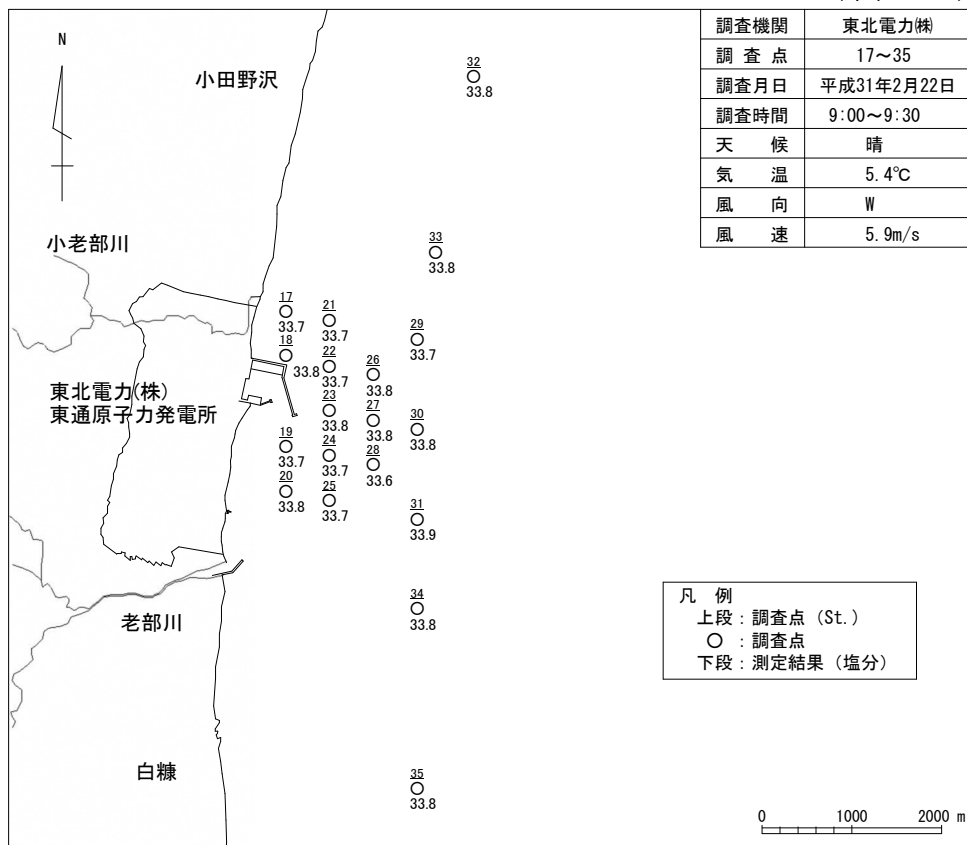 調査機関 東北電力㈱
調査点 17～35
調査月日 平成31年2月22日
調査時間 9:00～9:30
天候 晴
気温 5.4℃
風向 W
風速 5.9m/s
N
小田野沢
32
33.8
小老部川
33
33.8
17
33.7
21
33.7
29
33.7
18
33.8
22
33.7
26
33.8
東北電力(株)
東通原子力発電所
23
33.8
27
33.8
30
33.8
19
33.7
24
33.7
28
33.6
20
33.8
25
33.7
31
33.9
34
33.8
老部川
凡 例
上段：調査点（St.）
○ ：調査点
下段：測定結果（塩分）
白糠
35
33.8
0 1000 2000 m